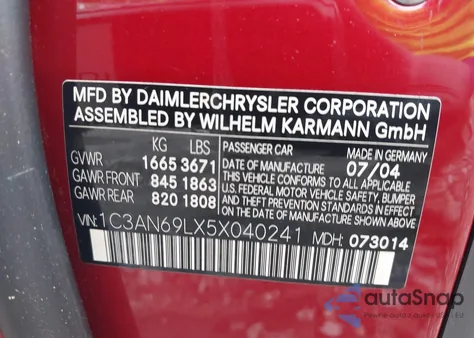 MFD BY DAIMLERCHRYSLER CORPORATION
ASSEMBLED BY WILHELM KARMANN GmbH
KG LBS
GVWR 1665 3671
GAWR FRONT 845 1863
GAWR REAR 820 1808
PASSENGER CAR MADE IN GERMANY
DATE OF MANUFACTURE 07/04
THIS VEHICLE CONFORMS TO ALL APPLICABLE
U.S. FEDERAL MOTOR VEHICLE SAFETY, BUMPER
AND THEFT PREVENTION STANDARDS IN EFFECT
ON THE DATE OF MANUFACTURE SHOWN ABOVE.
VIN: 1C3AN69LX5X040241 MDH: 073014
autoSnap